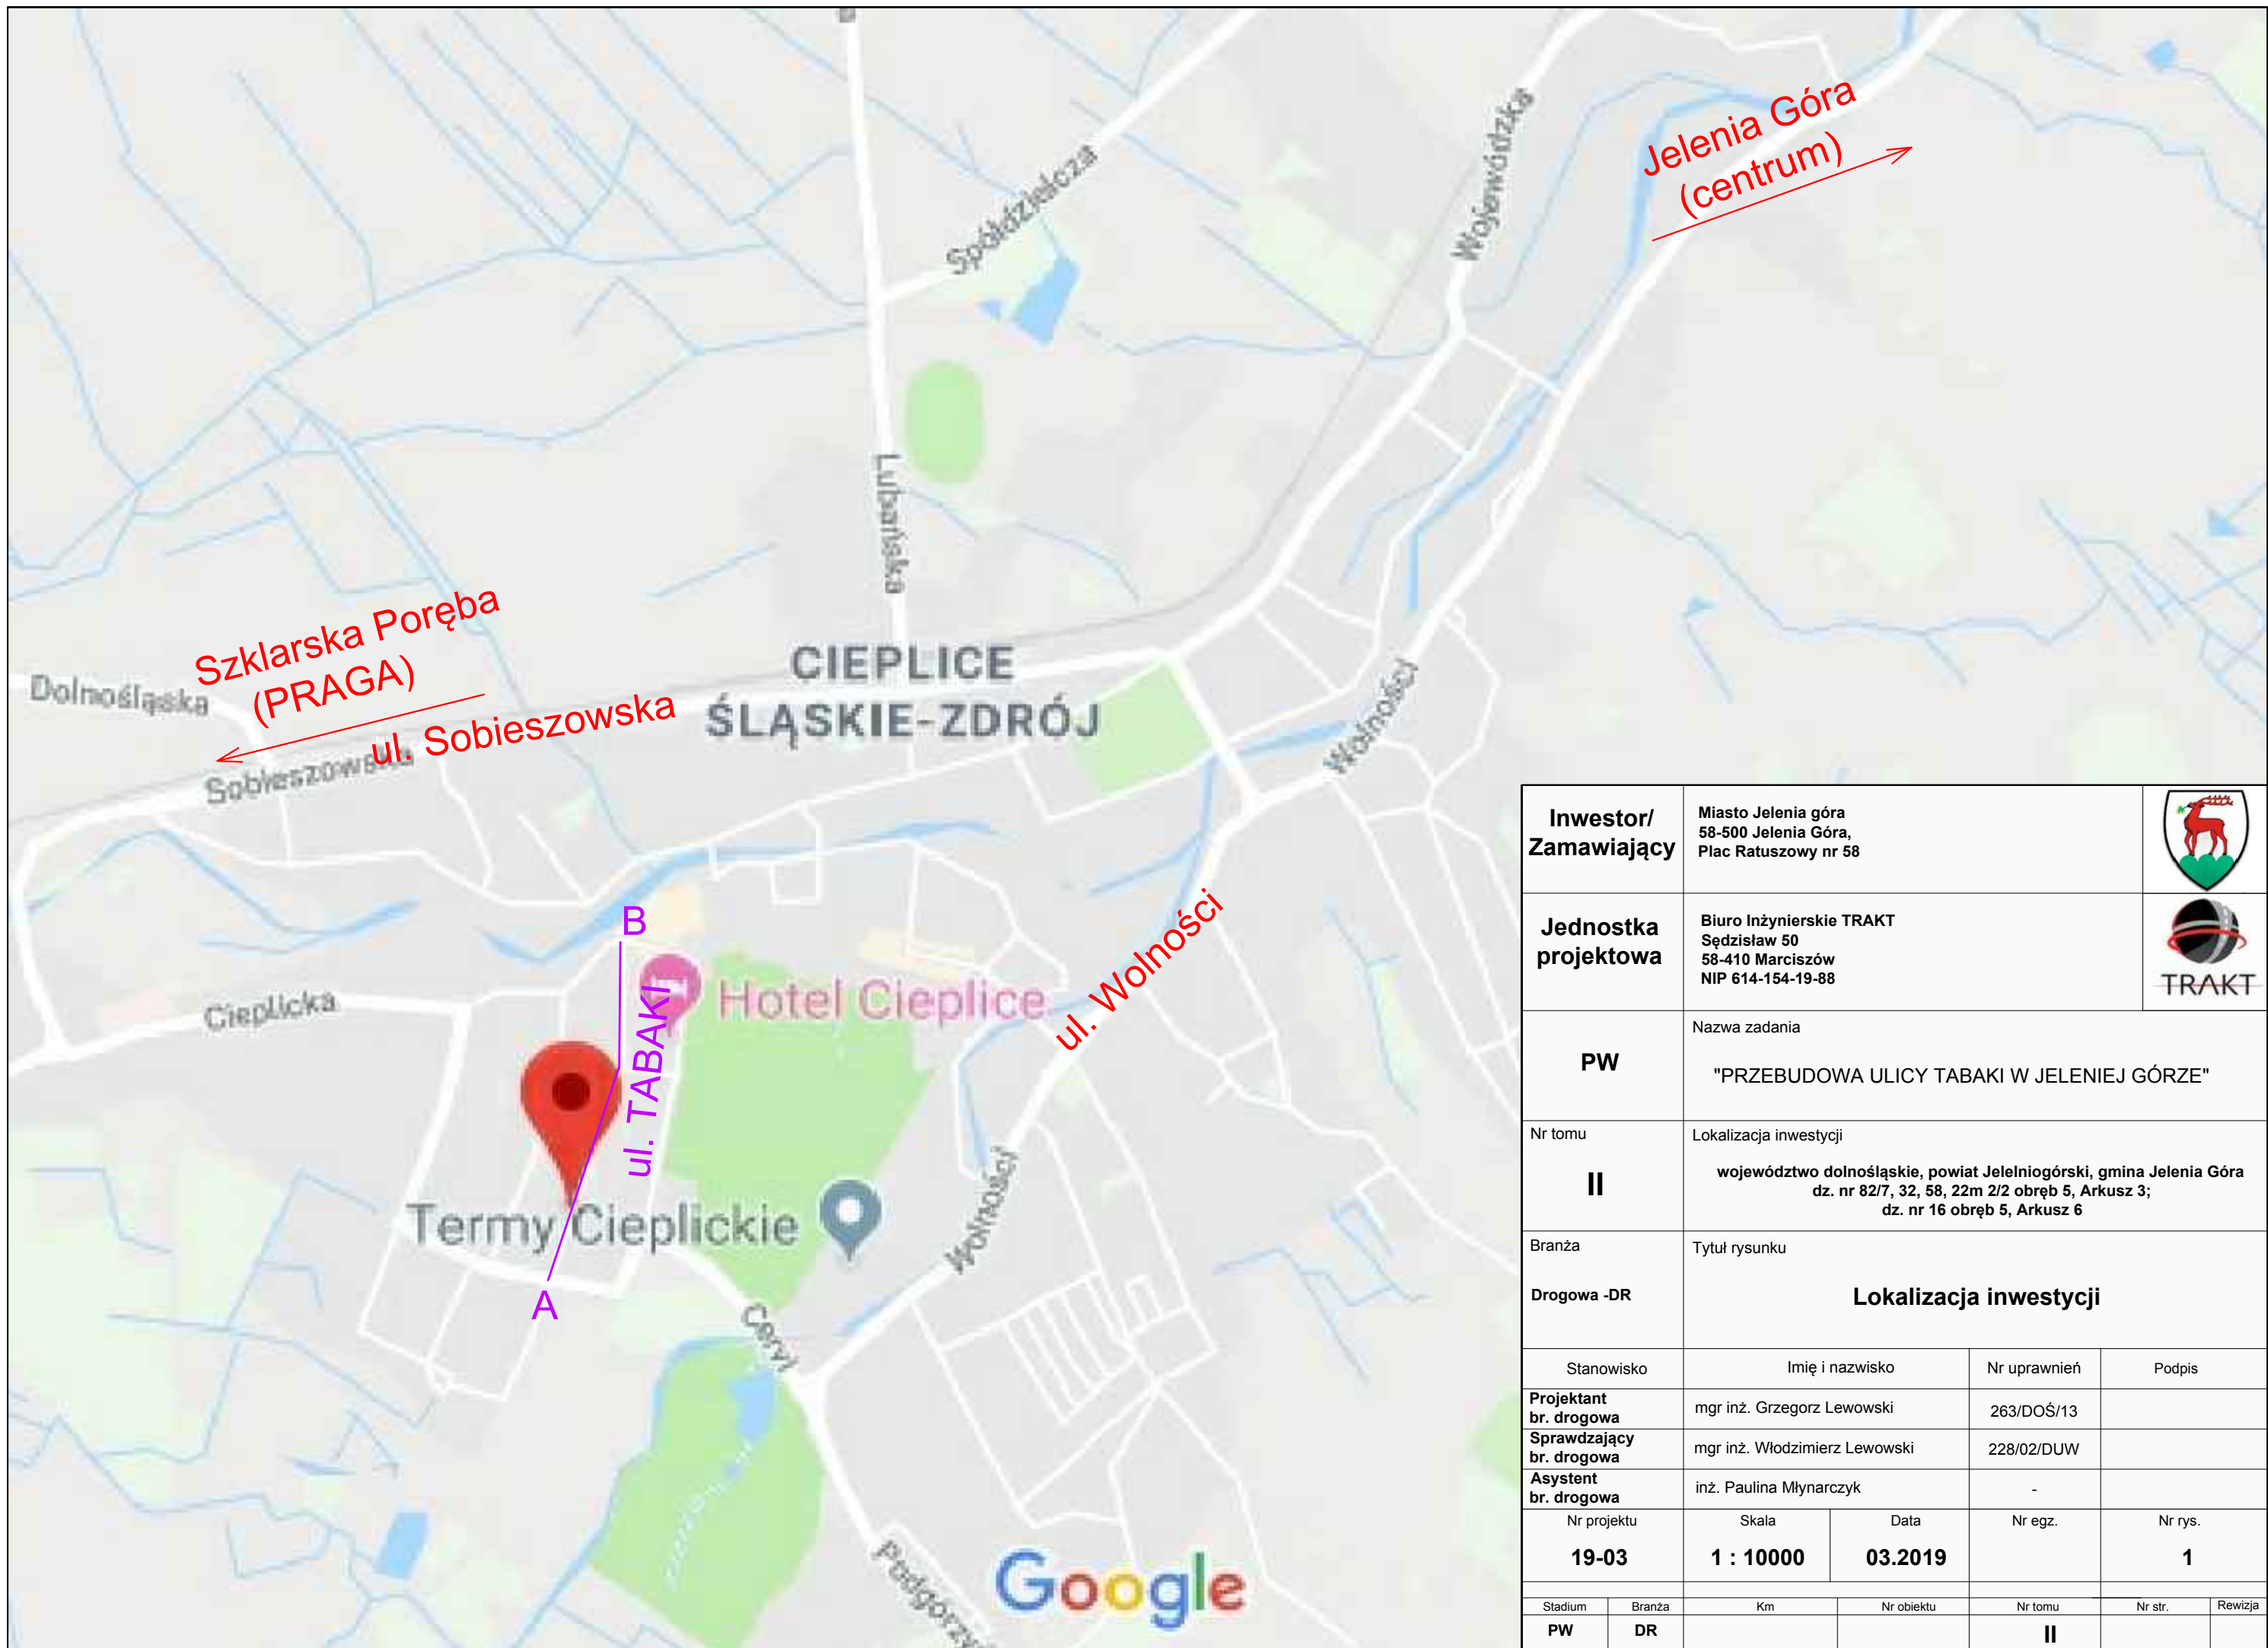 Jelenia Góra
(centrum)
Wojewódzka
Spółdzielcza
Lubańska
Szklarska Poręba
(PRAGA)
Dolnośląska
ul. Sobieszowska
Sobieszowska
CIEPLICE
ŚLĄSKIE-ZDRÓJ
Wolności
B
ul. Wolności
Hotel Cieplice
Cieplicka
ul. TABAKI
Termy Cieplickie
Wolności
A
Cervi
Google
Inwestor/
Zamawiający
Miasto Jelenia góra
58-500 Jelenia Góra,
Plac Ratuszowy nr 58
Jednostka
projektowa
Biuro Inżynierskie TRAKT
Sędzisław 50
58-410 Marciszów
NIP 614-154-19-88
TRAKT
PW
Nazwa zadania
"PRZEBUDOWA ULICY TABAKI W JELENIEJ GÓRZE"
Nr tomu
II
Lokalizacja inwestycji
województwo dolnośląskie, powiat Jelelniogórski, gmina Jelenia Góra
dz. nr 82/7, 32, 58, 22m 2/2 obręb 5, Arkusz 3;
dz. nr 16 obręb 5, Arkusz 6
Branża
Drogowa -DR
Tytuł rysunku
Lokalizacja inwestycji
Stanowisko Imię i nazwisko Nr uprawnień Podpis
Projektant
br. drogowa
mgr inż. Grzegorz Lewowski 263/DOŚ/13
Sprawdzający
br. drogowa
mgr inż. Włodzimierz Lewowski 228/02/DUW
Asystent
br. drogowa
inż. Paulina Młynarczyk -
Nr projektu Skala Data Nr egz. Nr rys.
19-03 1 : 10000 03.2019 1
Stadium Branża Km Nr obiektu Nr tomu Nr str. Rewizja
PW DR II